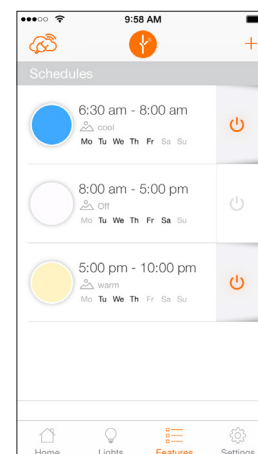 9:58 AM
Schedules
6:30 am - 8:00 am
cool
Mo Tu We Th Fr Sa Su
8:00 am - 5:00 pm
Off
Mo Tu We Th Fr Sa Su
5:00 pm - 10:00 pm
warm
Mo Tu We Th Fr Sa Su
Home Lights Features Settings